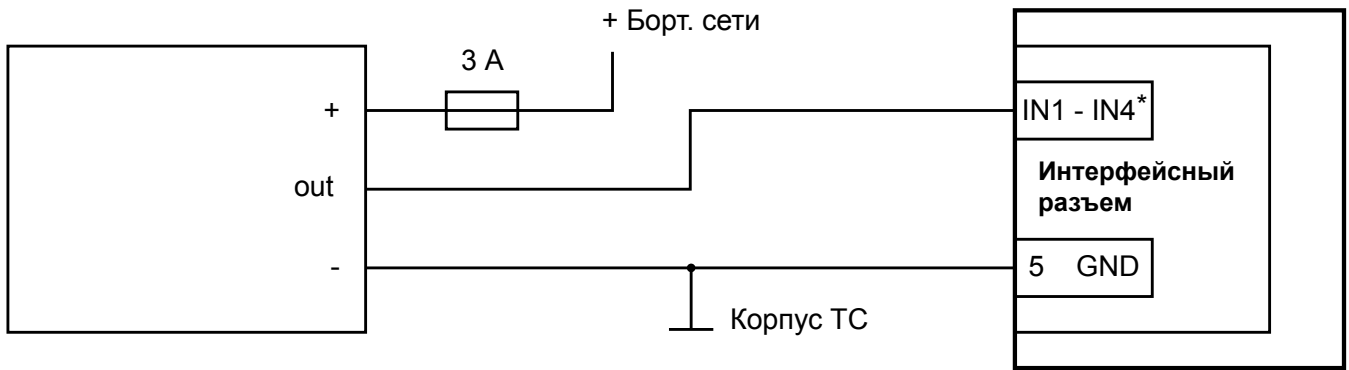 + Борт. сети
3 А
+
out
-
Корпус ТС
IN1 - IN4*
Интерфейсный
разъем
5 GND